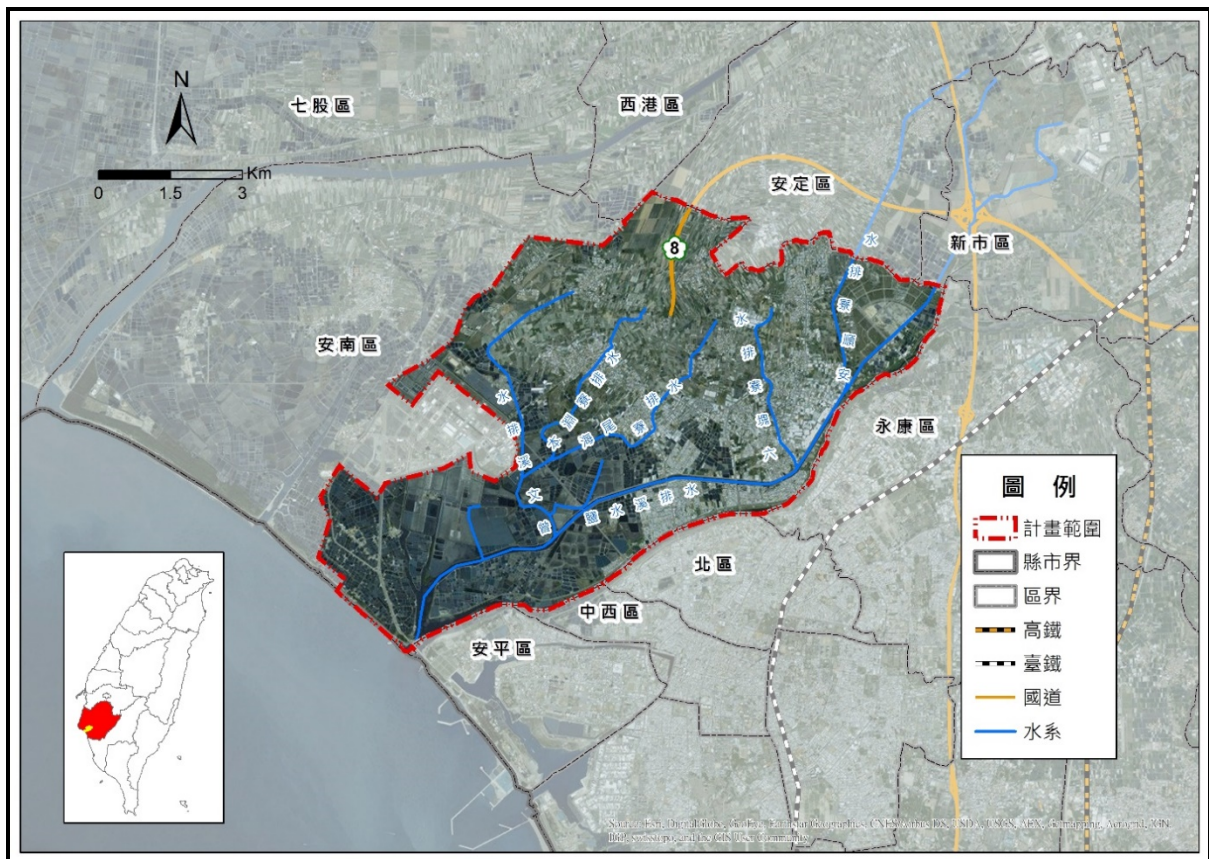 N
0 1.5 3 Km
七股區
西港區
安定區
新市區
8
安南區
永康區
北區
中西區
安平區
安順寮排水
六塊寮排水
海尾寮排水
本淵寮排水
曾文溪排水
鹽水溪排水
圖 例
計畫範圍
縣市界
區界
高鐵
臺鐵
國道
水系